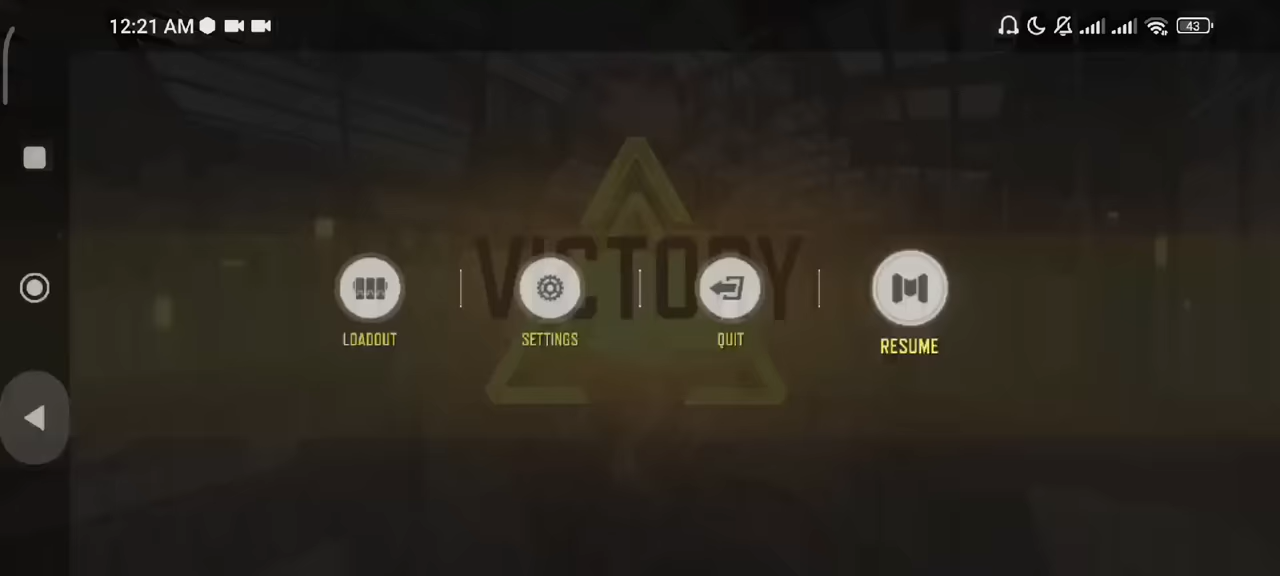 12:21 AM
43
VICTORY
LOADOUT
SETTINGS
QUIT
RESUME